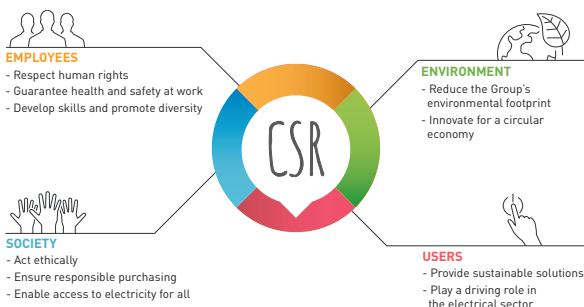 EMPLOYEES
- Respect human rights
- Guarantee health and safety at work
- Develop skills and promote diversity
ENVIRONMENT
- Reduce the Group's
environmental footprint
- Innovate for a circular
economy
CSR
SOCIETY
- Act ethically
- Ensure responsible purchasing
- Enable access to electricity for all
USERS
- Provide sustainable solutions
- Play a driving role in
the electrical sector